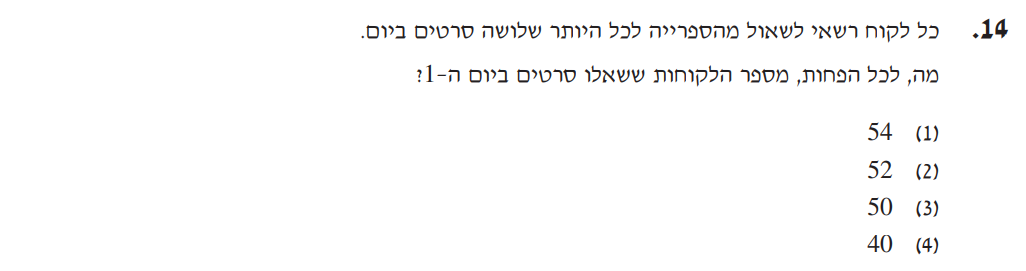 14. כל לקוח רשאי לשאול מהספרייה לכל היותר שלושה סרטים ביום.
מה, לכל הפחות, מספר הלקוחות ששאלו סרטים ביום ה-1?
(1) 54
(2) 52
(3) 50
(4) 40